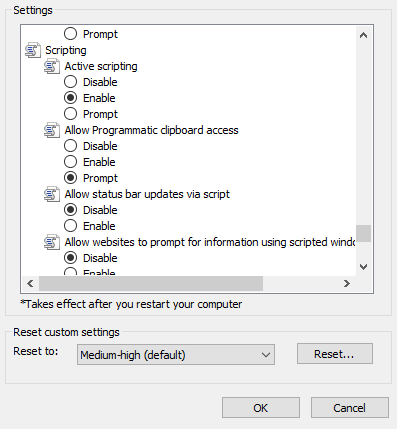 Settings
Prompt
Scripting
Active scripting
Disable
Enable
Prompt
Allow Programmatic clipboard access
Disable
Enable
Prompt
Allow status bar updates via script
Disable
Enable
Allow websites to prompt for information using scripted windo
Disable
Enable
*Takes effect after you restart your computer
Reset custom settings
Reset to:
Medium-high (default)
Reset...
OK
Cancel